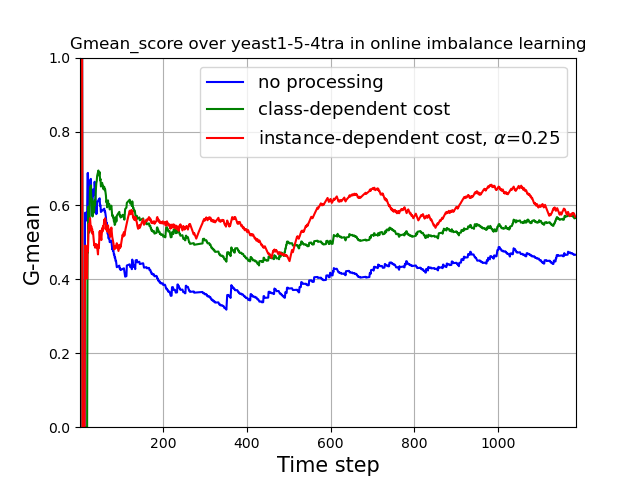 Gmean_score over yeast1-5-4tra in online imbalance learning
no processing
class-dependent cost
instance-dependent cost, α=0.25
G-mean
1.0
0.8
0.6
0.4
0.2
0.0
200 400 600 800 1000
Time step